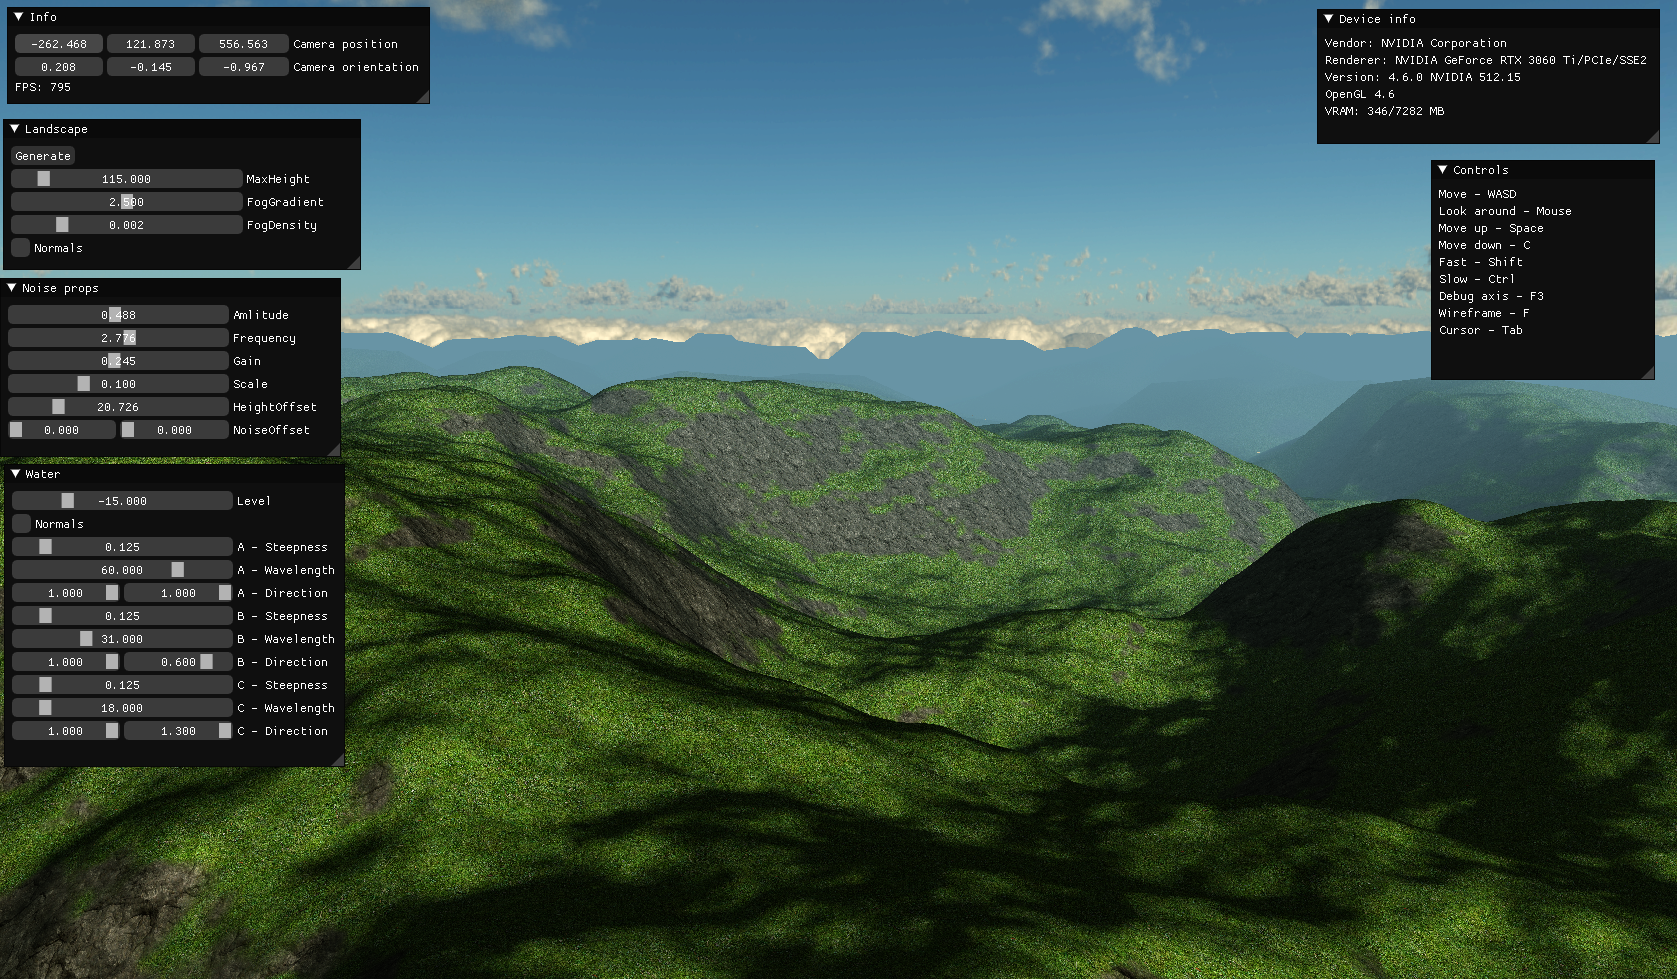 Info
-262.468 121.873 556.563 Camera position
0.208 -0.145 -0.967 Camera orientation
FPS: 795
Landscape
Generate
115.000 MaxHeight
2.500 FogGradient
0.002 FogDensity
Normals
Noise props
0.488 Amlitude
2.776 Frequency
0.245 Gain
0.100 Scale
20.726 HeightOffset
0.000 0.000 NoiseOffset
Water
-15.000 Level
Normals
0.125 A - Steepness
60.000 A - Wavelength
1.000 1.000 A - Direction
0.125 B - Steepness
31.000 B - Wavelength
1.000 0.600 B - Direction
0.125 C - Steepness
18.000 C - Wavelength
1.000 1.300 C - Direction
Device info
Vendor: NVIDIA Corporation
Renderer: NVIDIA GeForce RTX 3060 Ti/PCIe/SSE2
Version: 4.6.0 NVIDIA 512.15
OpenGL 4.6
VRAM: 346/7282 MB
Controls
Move - WASD
Look around - Mouse
Move up - Space
Move down - C
Fast - Shift
Slow - Ctrl
Debug axis - F3
Wireframe - F
Cursor - Tab